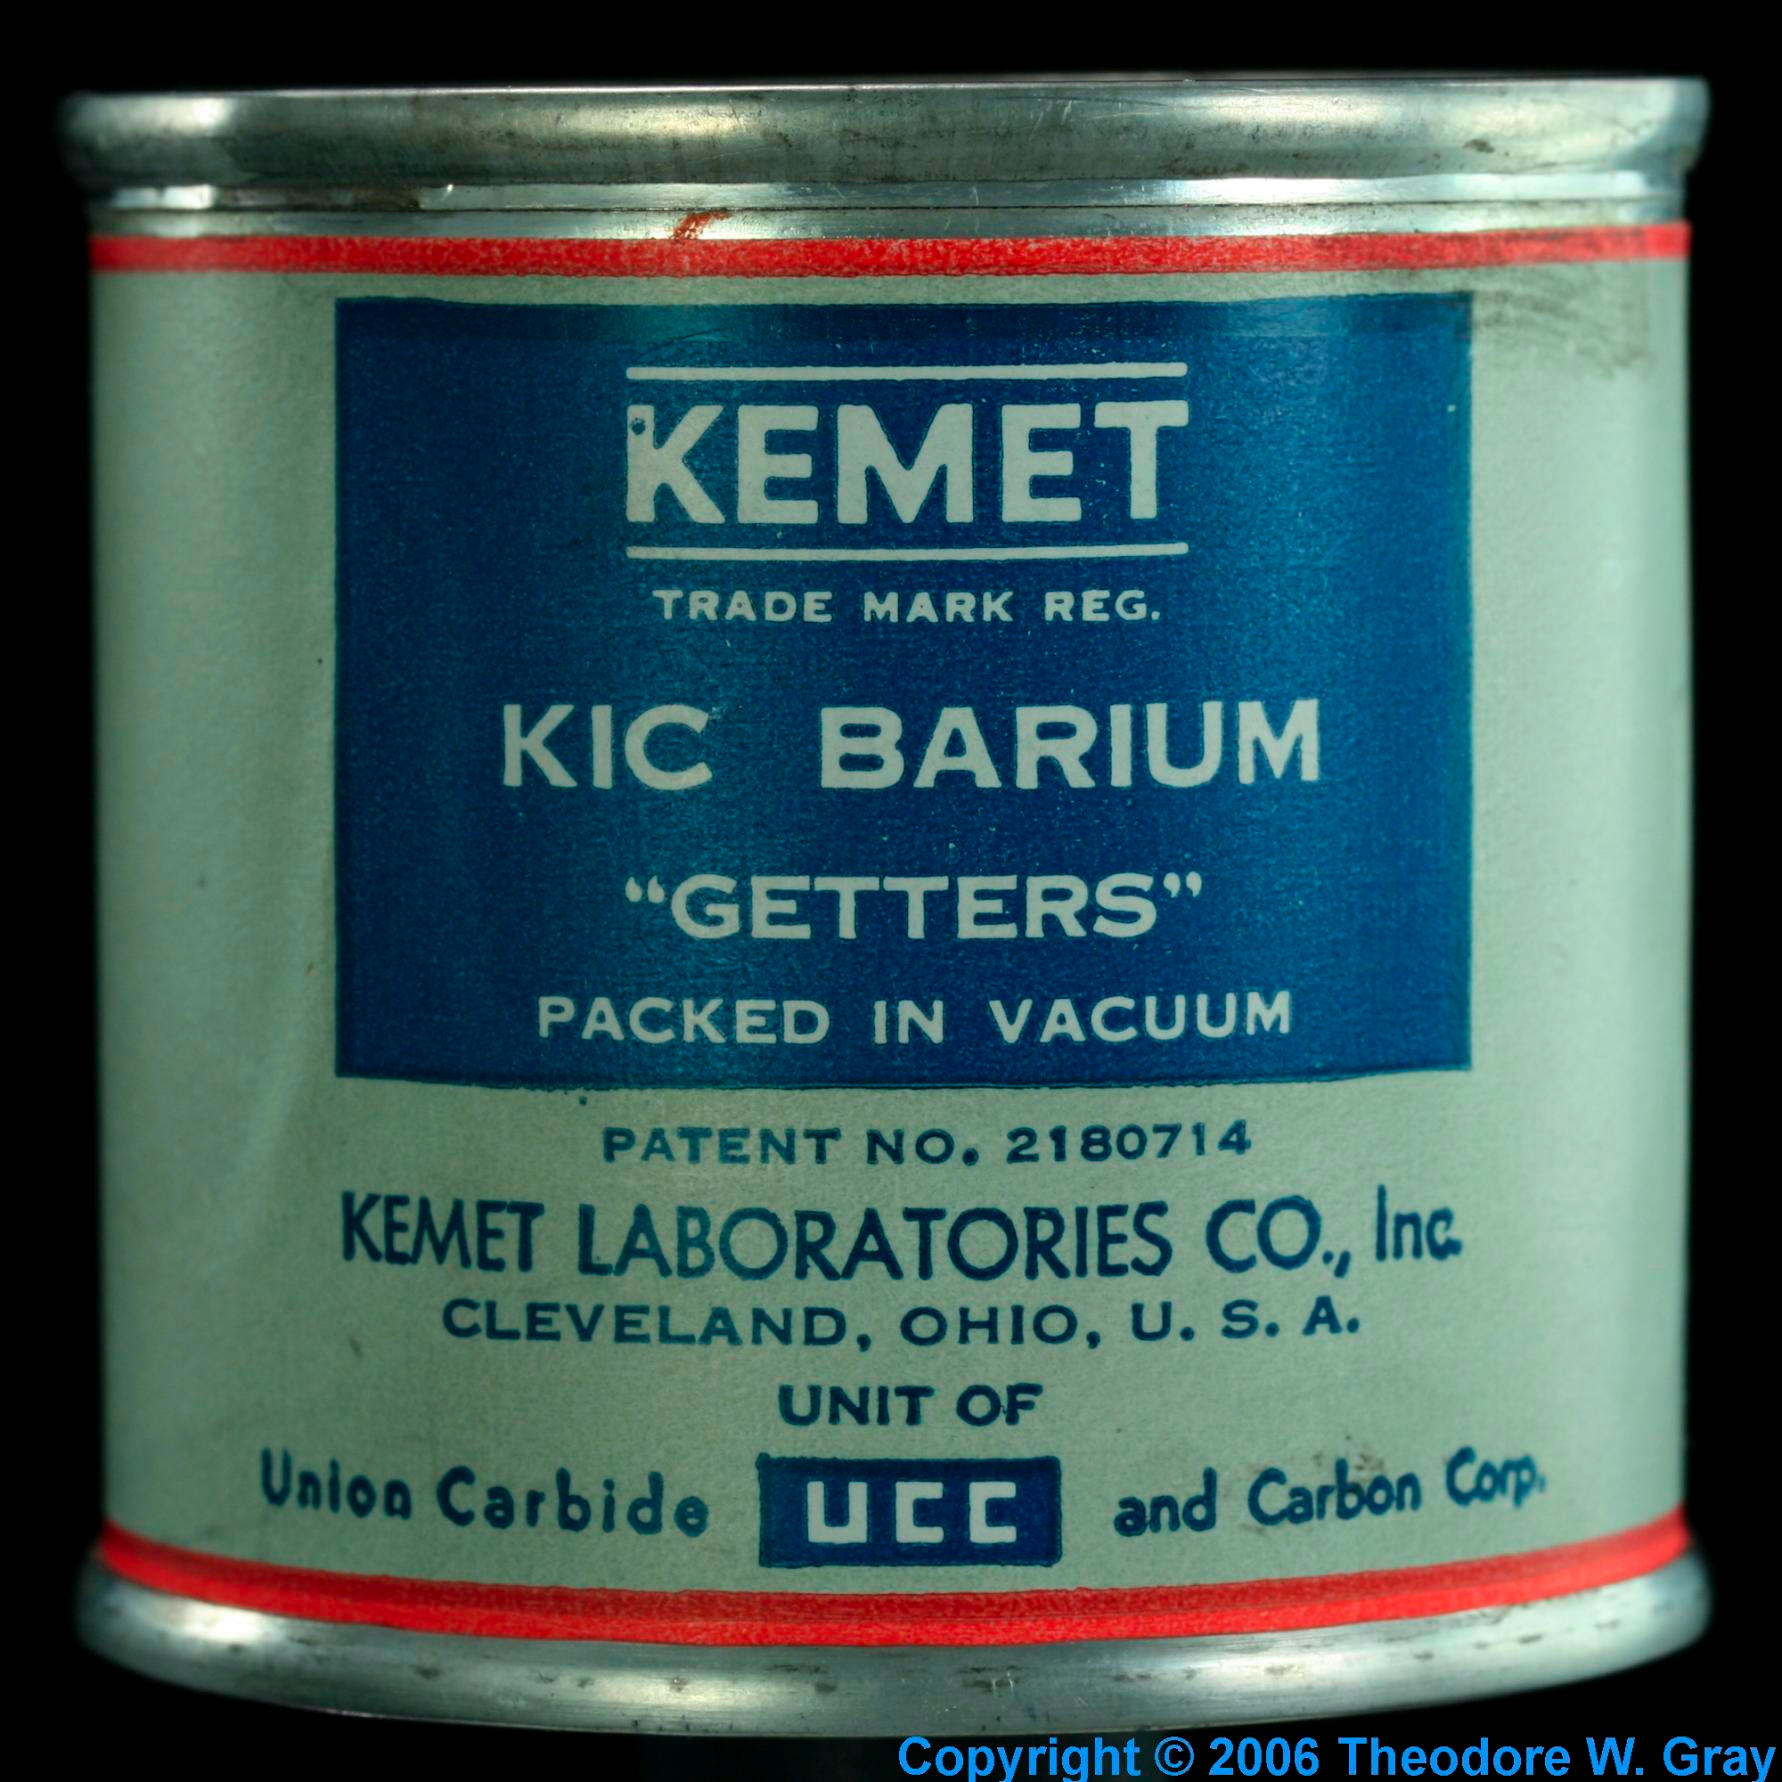 KEMET
TRADE MARK REG.
KIC BARIUM
“GETTERS”
PACKED IN VACUUM
PATENT NO. 2180714
KEMET LABORATORIES CO., Inc.
CLEVELAND, OHIO, U. S. A.
UNIT OF
Union Carbide UCC and Carbon Corp.
Copyright © 2006 Theodore W. Gray